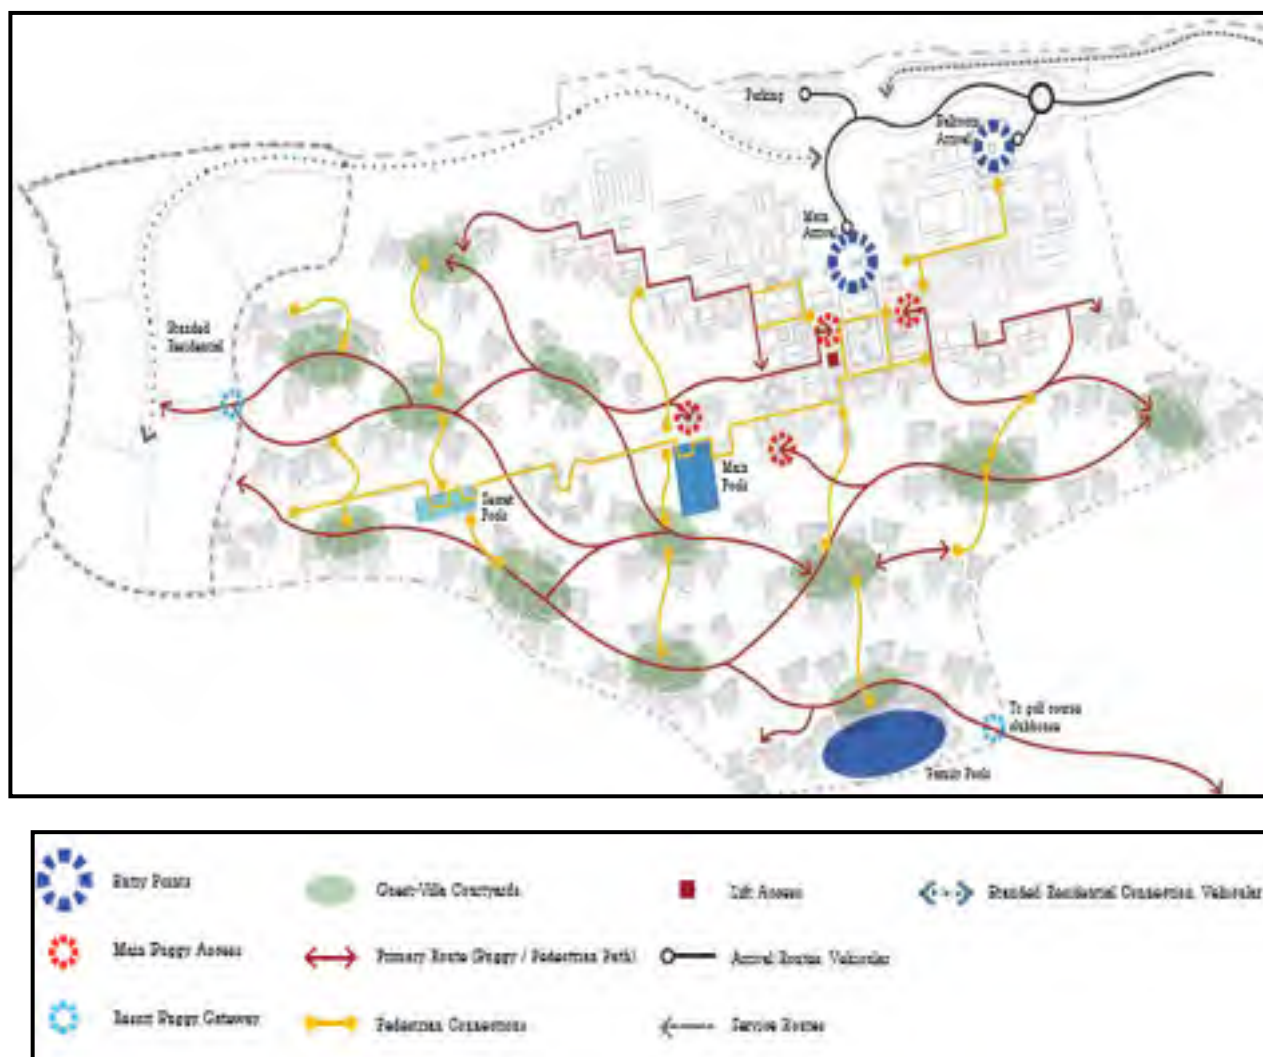 Parking
Ballroom
Arrival
Main
Arrival
Branded
Residential
Main
Pools
Secret
Pools
To golf course
clubhouse
Family Pools
Entry Points
Guest-Villa Courtyards
Lift Access
Branded Residential Connection, Vehicular
Main Buggy Access
Primary Route (Buggy / Pedestrian Path)
Arrival Routes, Vehicular
Resort Buggy Gateway
Pedestrian Connections
Service Routes